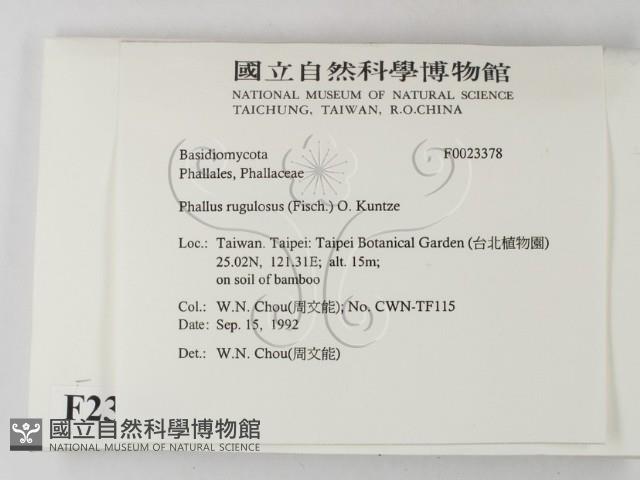 國立自然科學博物館
NATIONAL MUSEUM OF NATURAL SCIENCE
TAICHUNG, TAIWAN, R.O.CHINA
Basidiomycota F0023378
Phallales, Phallaceae
Phallus rugulosus (Fisch.) O. Kuntze
Loc.: Taiwan. Taipei: Taipei Botanical Garden (台北植物園)
25.02N, 121.31E; alt. 15m;
on soil of bamboo
Col.: W.N. Chou(周文能); No. CWN-TF115
Date: Sep. 15, 1992
Det.: W.N. Chou(周文能)
F23
國立自然科學博物館
NATIONAL MUSEUM OF NATURAL SCIENCE